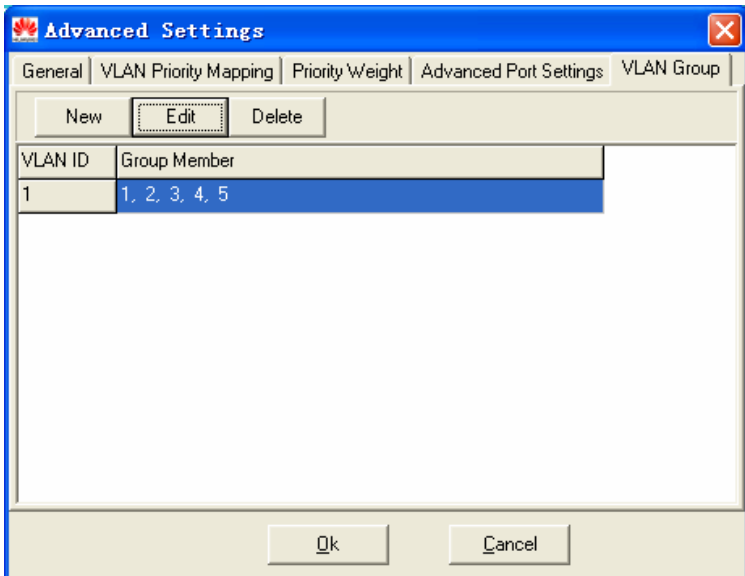 Advanced Settings
General VLAN Priority Mapping Priority Weight Advanced Port Settings VLAN Group
New Edit Delete
VLAN ID Group Member
1 1, 2, 3, 4, 5
Ok Cancel